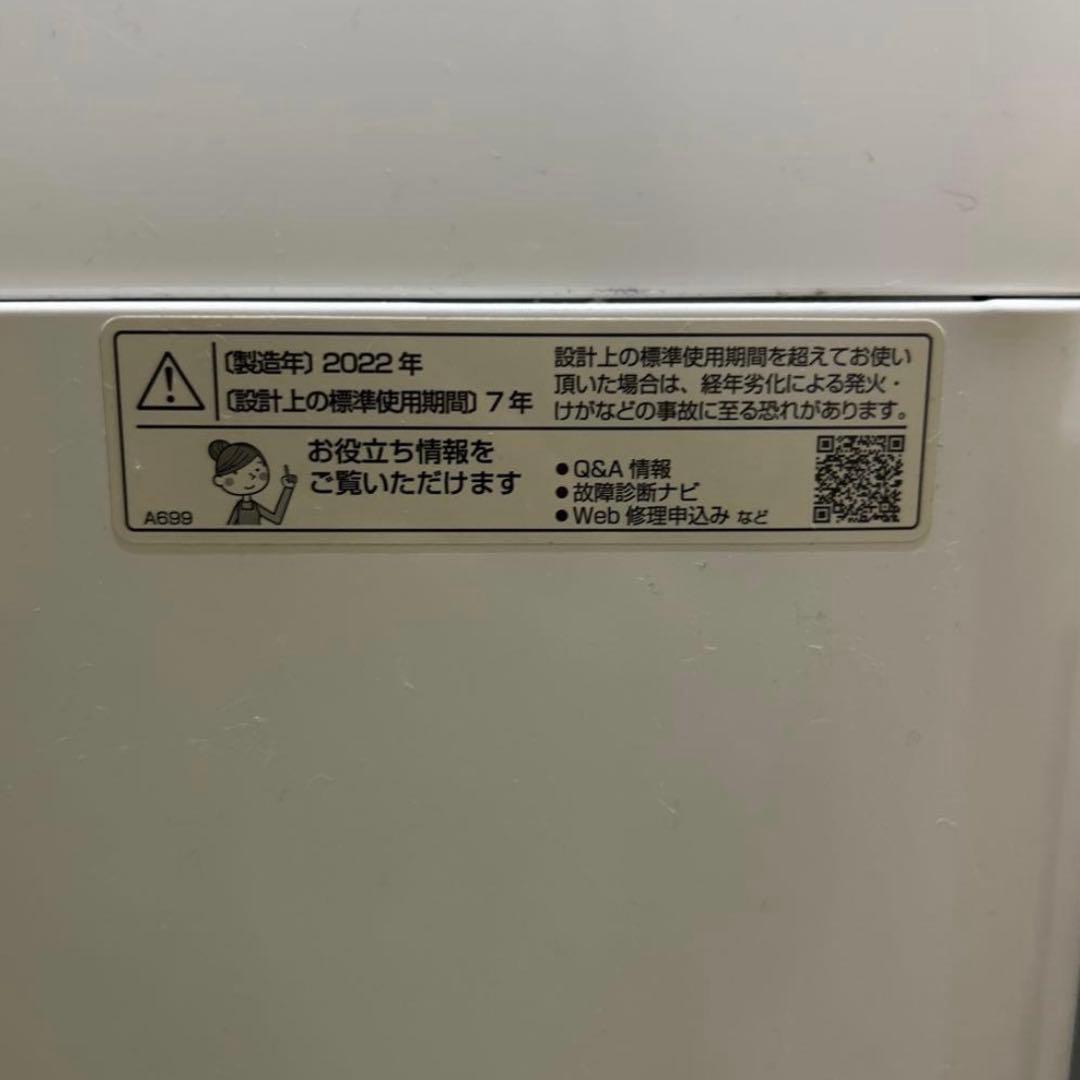 〔製造年〕2022 年
〔設計上の標準使用期間〕7 年
設計上の標準使用期間を超えてお使い
頂いた場合は、経年劣化による発火・
けがなどの事故に至る恐れがあります。
お役立ち情報を
ご覧いただけます
●Q&A 情報
●故障診断ナビ
●Web 修理申込み など
A699